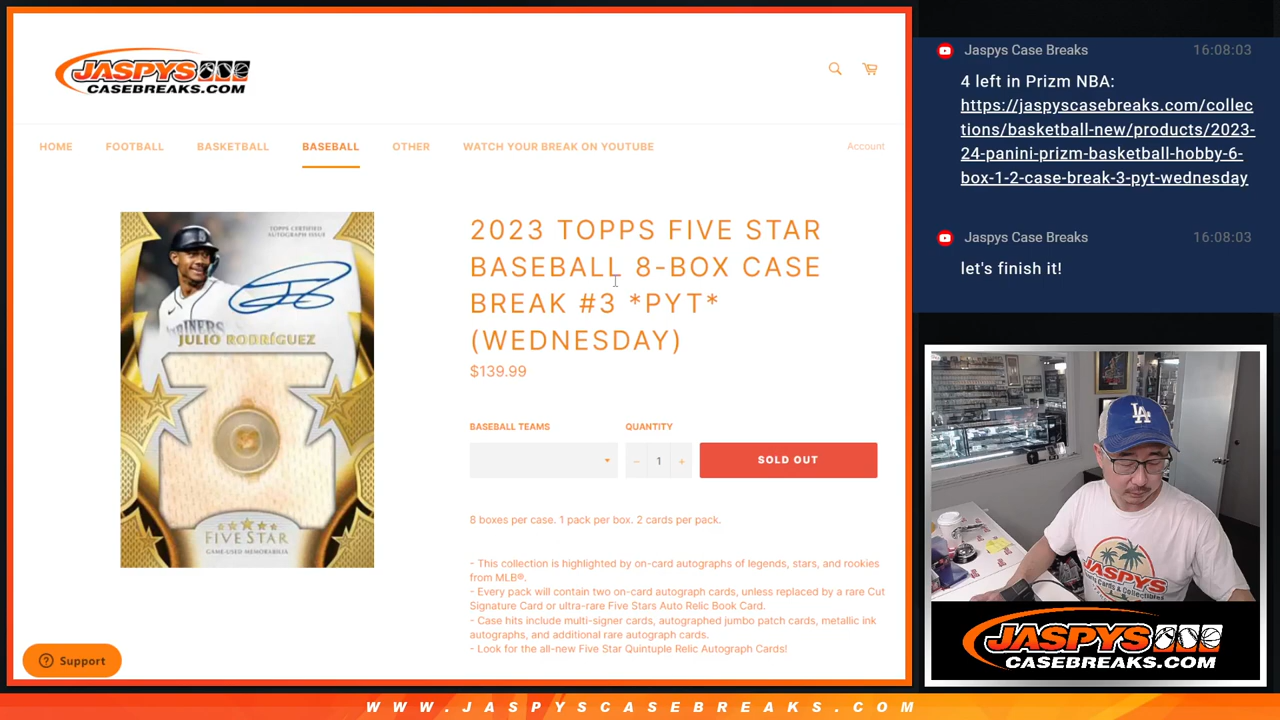 JASPYS
CASEBREAKS.COM
HOME FOOTBALL BASKETBALL BASEBALL OTHER WATCH YOUR BREAK ON YOUTUBE Account
TOPPS CERTIFIED
AUTOGRAPH ISSUE
JULIO RODRÍGUEZ
FIVE STAR
GAME-USED MEMORABILIA
2023 TOPPS FIVE STAR
BASEBALL 8-BOX CASE
BREAK #3 *PYT*
(WEDNESDAY)
$139.99
BASEBALL TEAMS QUANTITY
− 1 + SOLD OUT
8 boxes per case. 1 pack per box. 2 cards per pack.
- This collection is highlighted by on-card autographs of legends, stars, and rookies
from MLB®.
- Every pack will contain two on-card autograph cards, unless replaced by a rare Cut
Signature Card or ultra-rare Five Stars Auto Relic Book Card.
- Case hits include multi-signer cards, autographed jumbo patch cards, metallic ink
autographs, and additional rare autograph cards.
- Look for the all-new Five Star Quintuple Relic Autograph Cards!
Support
Jaspys Case Breaks 16:08:03
4 left in Prizm NBA:
https://jaspyscasebreaks.com/collec
tions/basketball-new/products/2023-
24-panini-prizm-basketball-hobby-6-
box-1-2-case-break-3-pyt-wednesday
Jaspys Case Breaks 16:08:03
let's finish it!
LA
JASPYS
JASPYS
CASEBREAKS.COM
WWW.JASPYSCASEBREAKS.COM